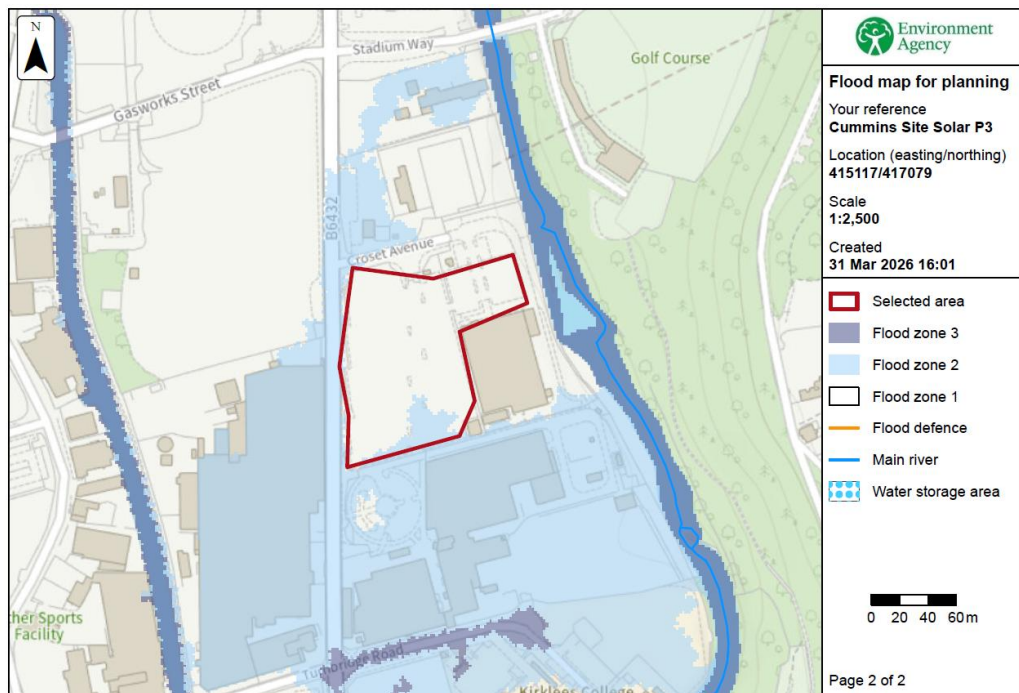 N
Stadium Way
Golf Course
Gasworks Street
B6432
Croset Avenue
Tunbridge Road
Kirklees College
ther Sports
Facility
Environment
Agency
Flood map for planning
Your reference
Cummins Site Solar P3
Location (easting/northing)
415117/417079
Scale
1:2,500
Created
31 Mar 2026 16:01
Selected area
Flood zone 3
Flood zone 2
Flood zone 1
Flood defence
Main river
Water storage area
0 20 40 60m
Page 2 of 2